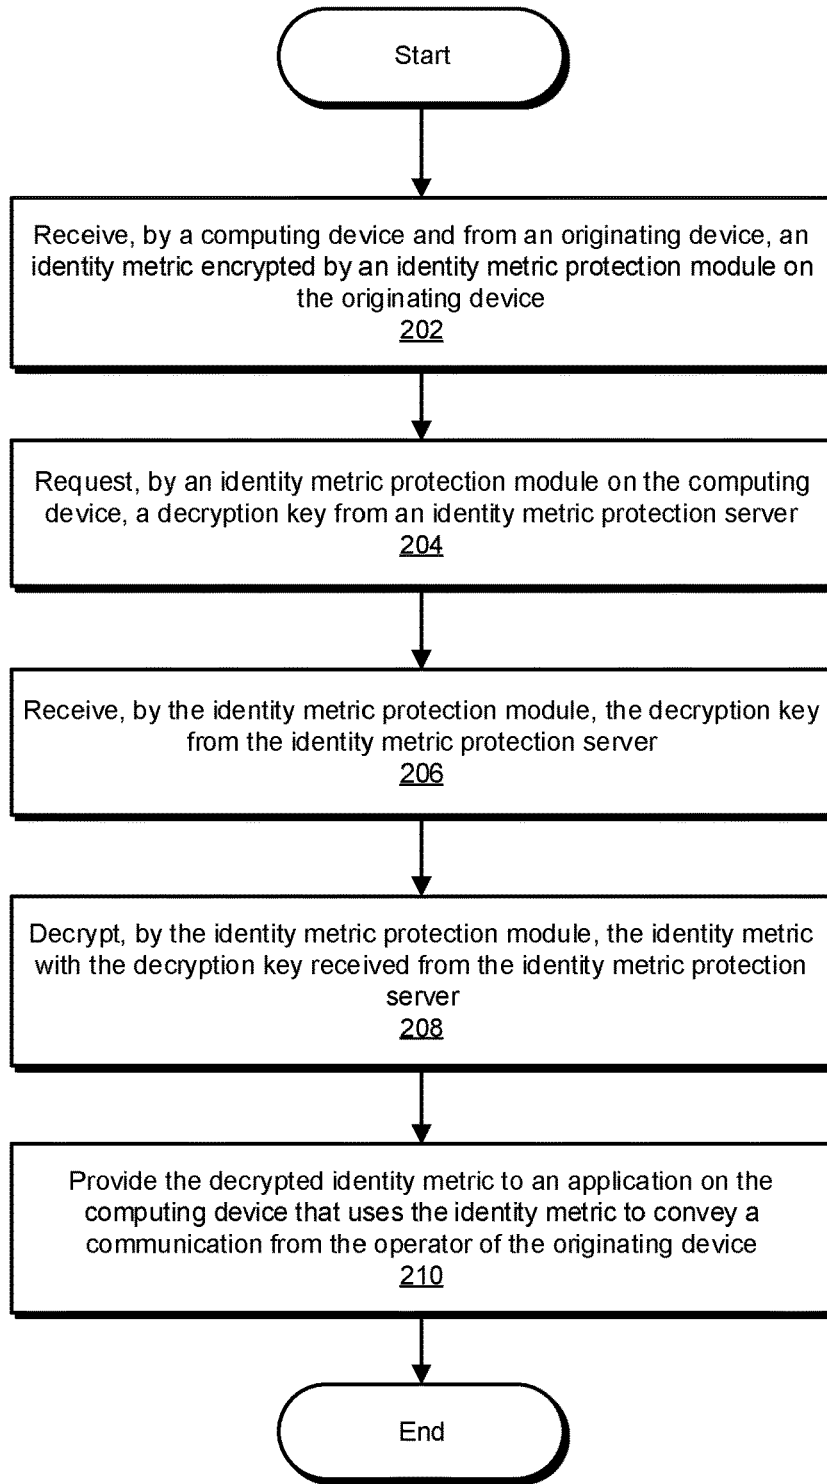 Start
Receive, by a computing device and from an originating device, an
identity metric encrypted by an identity metric protection module on
the originating device
202
Request, by an identity metric protection module on the computing
device, a decryption key from an identity metric protection server
204
Receive, by the identity metric protection module, the decryption key
from the identity metric protection server
206
Decrypt, by the identity metric protection module, the identity metric
with the decryption key received from the identity metric protection
server
208
Provide the decrypted identity metric to an application on the
computing device that uses the identity metric to convey a
communication from the operator of the originating device
210
End